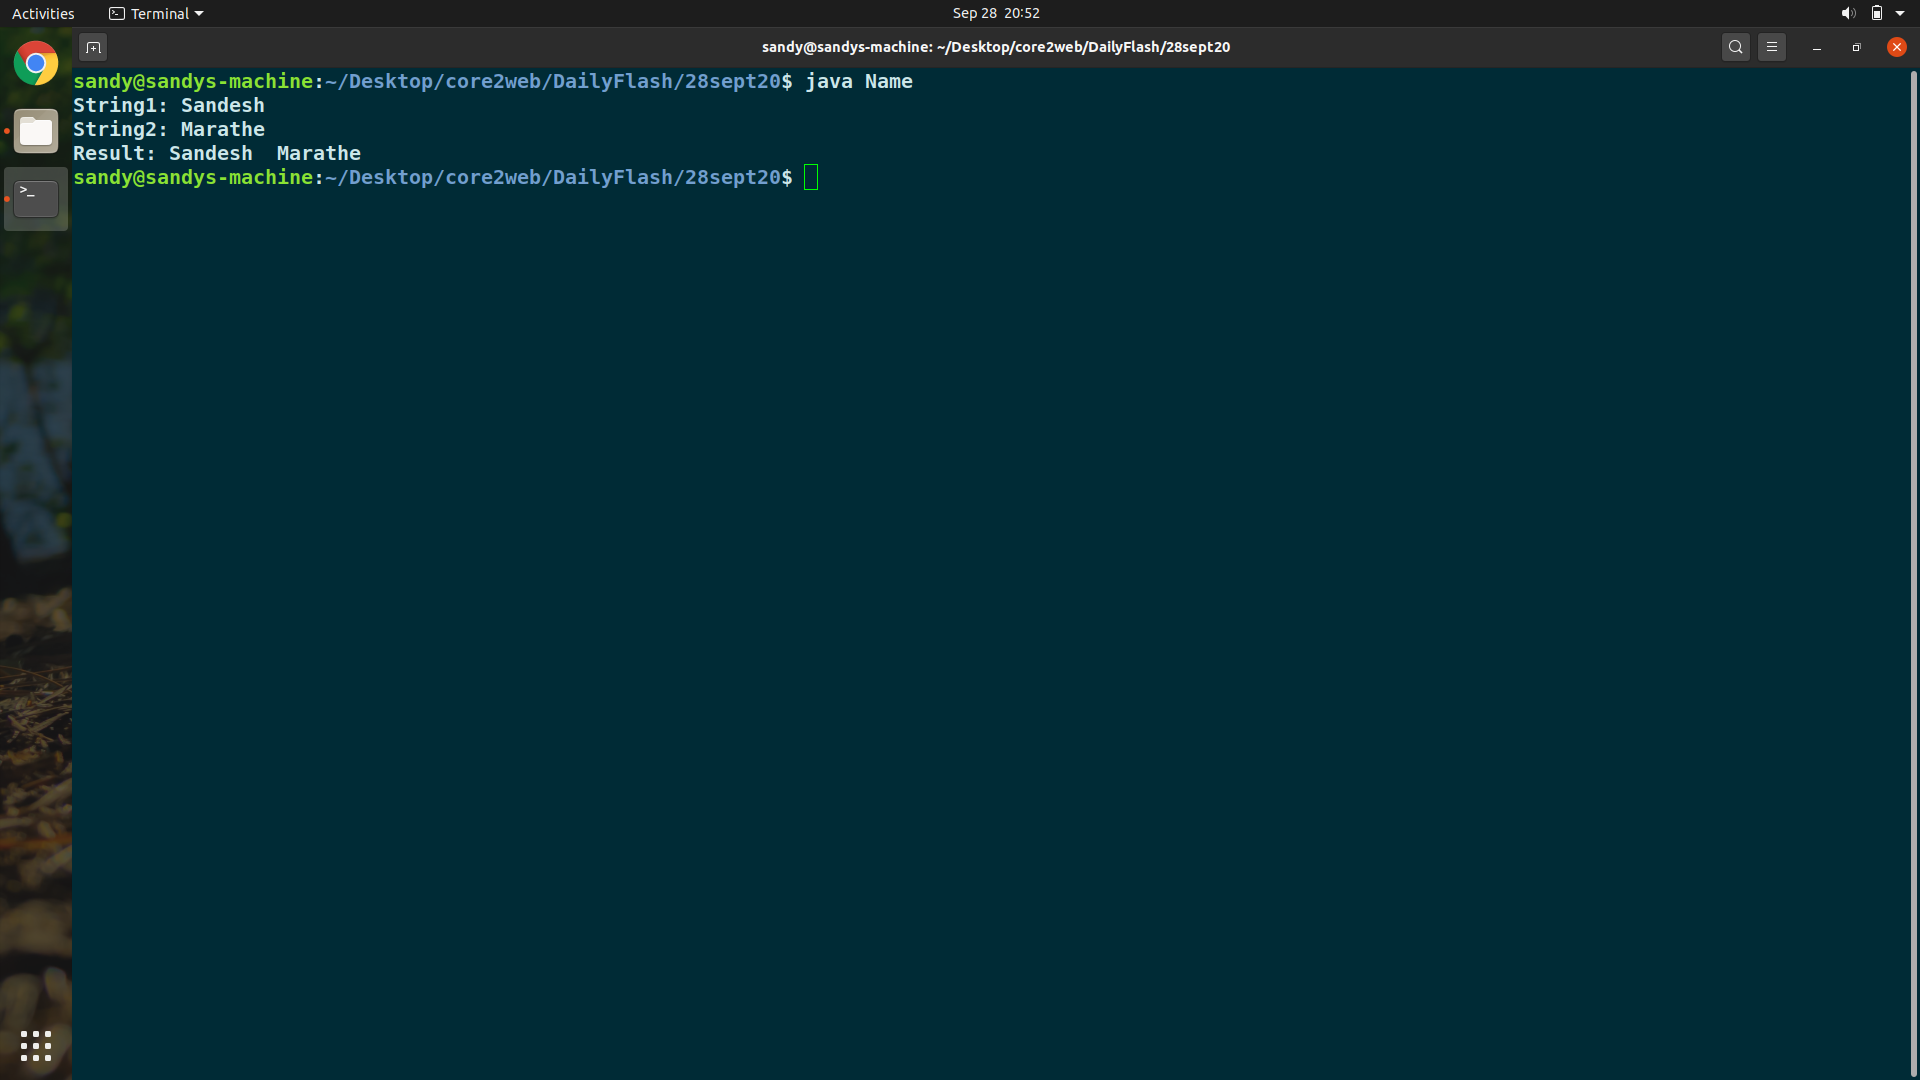 Activities Terminal Sep 28 20:52
sandy@sandys-machine: ~/Desktop/core2web/DailyFlash/28sept20
sandy@sandys-machine:~/Desktop/core2web/DailyFlash/28sept20$ java Name
String1: Sandesh
String2: Marathe
Result: Sandesh  Marathe
sandy@sandys-machine:~/Desktop/core2web/DailyFlash/28sept20$